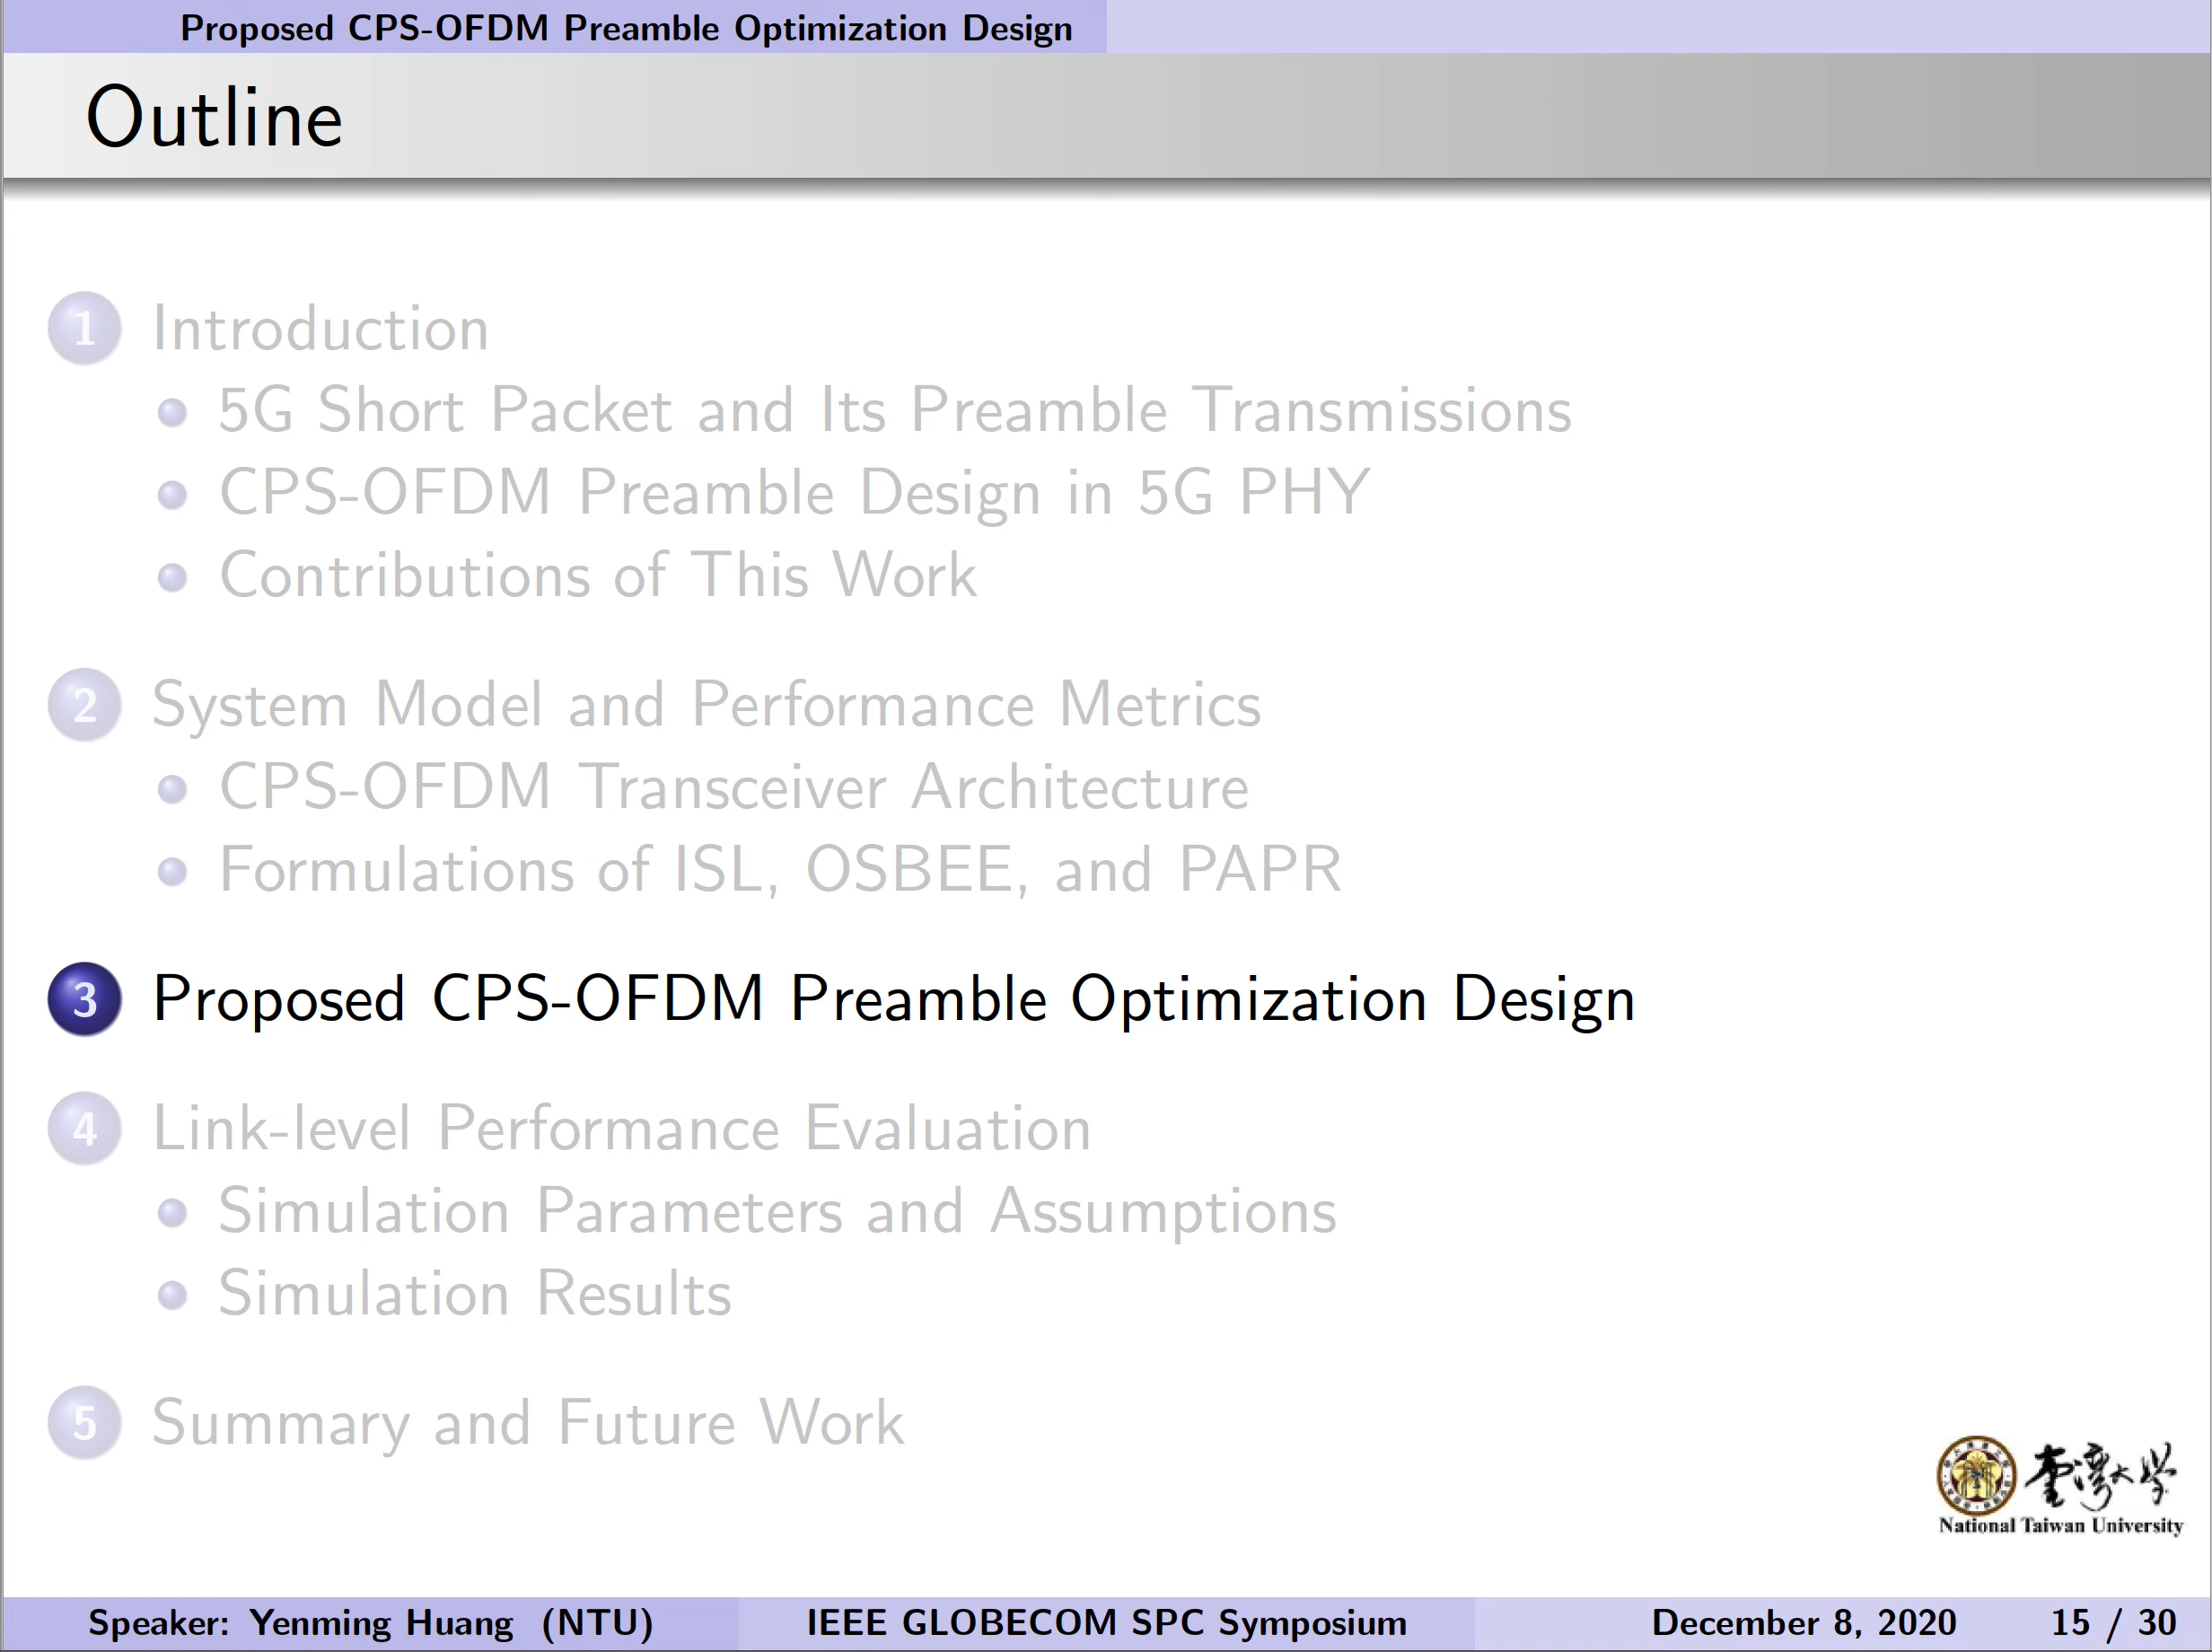 Proposed CPS-OFDM Preamble Optimization Design
Outline
1 Introduction
5G Short Packet and Its Preamble Transmissions
CPS-OFDM Preamble Design in 5G PHY
Contributions of This Work
2 System Model and Performance Metrics
CPS-OFDM Transceiver Architecture
Formulations of ISL, OSBEE, and PAPR
3 Proposed CPS-OFDM Preamble Optimization Design
4 Link-level Performance Evaluation
Simulation Parameters and Assumptions
Simulation Results
5 Summary and Future Work
臺灣大學
National Taiwan University
Speaker: Yenming Huang (NTU) IEEE GLOBECOM SPC Symposium December 8, 2020 15 / 30